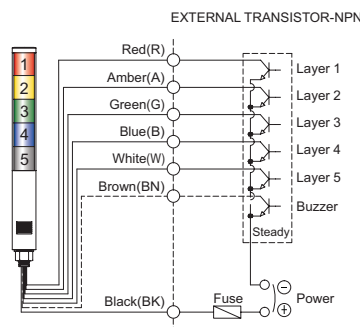 EXTERNAL TRANSISTOR-NPN
Red(R)
Layer 1
Amber(A)
Layer 2
Green(G)
Layer 3
Blue(B)
Layer 4
White(W)
Layer 5
Brown(BN)
Buzzer
Steady
1
2
3
4
5
Black(BK)
Fuse
Power